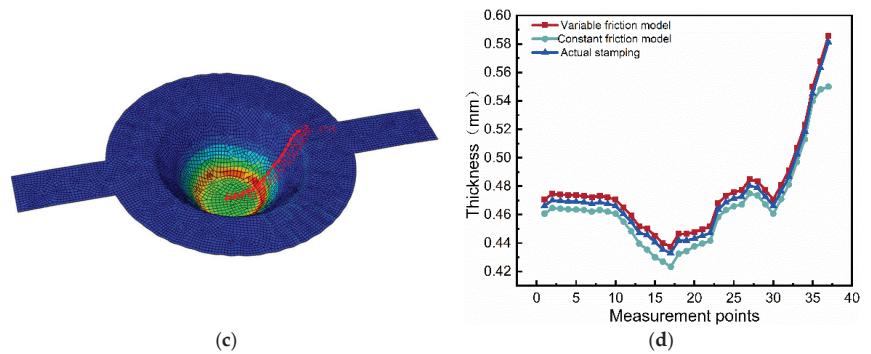 (c)
0.60
0.58
0.56
0.54
0.52
0.50
0.48
0.46
0.44
0.42
Thickness（mm）
Variable friction model
Constant friction model
Actual stamping
0 5 10 15 20 25 30 35 40
Measurement points
(d)